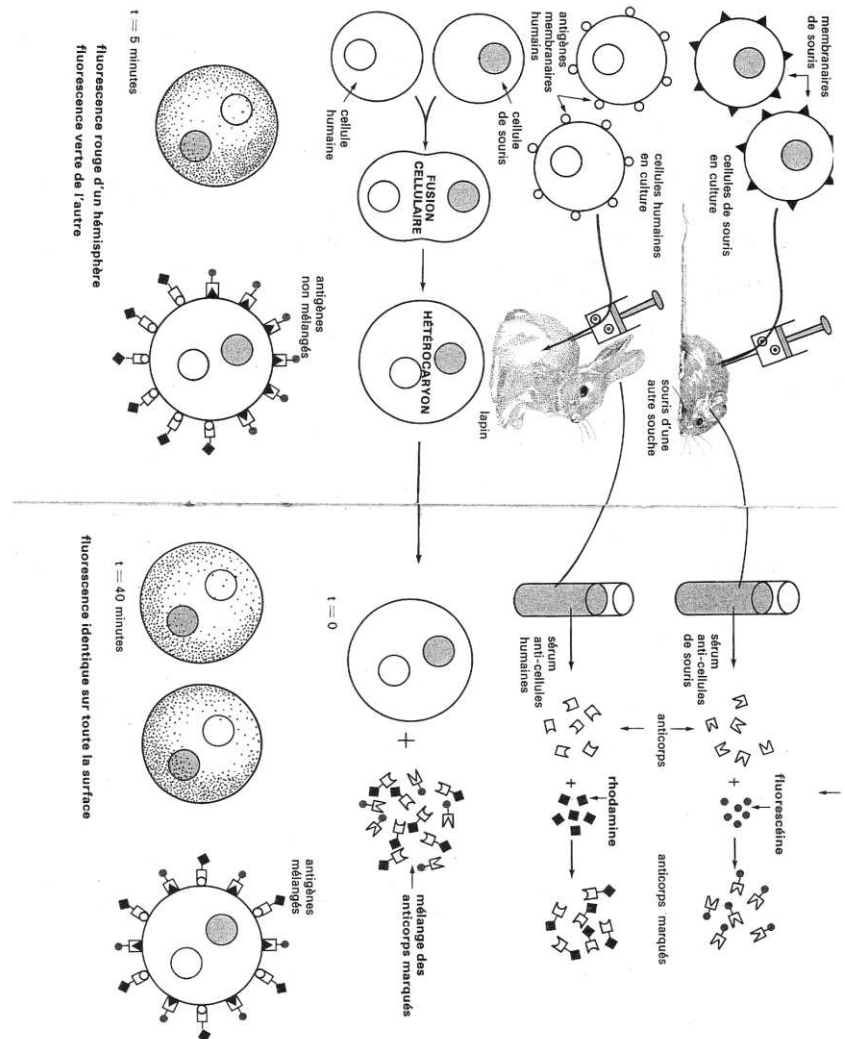 membranaires
de souris
cellules de souris
en culture
souris d'une
autre souche
sérum
anti-cellules
de souris
fluorescéine
anticorps
anticorps marqués
antigènes
membranaires
humains
cellules humaines
en culture
lapin
sérum
anti-cellules
humaines
rhodamine
+
+
cellule
de souris
cellule
humaine
FUSION
CELLULAIRE
HÉTÉROCARYON
t = 0
+
mélange des
anticorps marqués
t = 5 minutes
antigènes
non mélangés
fluorescence rouge d'un hémisphère
fluorescence verte de l'autre
t = 40 minutes
antigènes
mélangés
fluorescence identique sur toute la surface